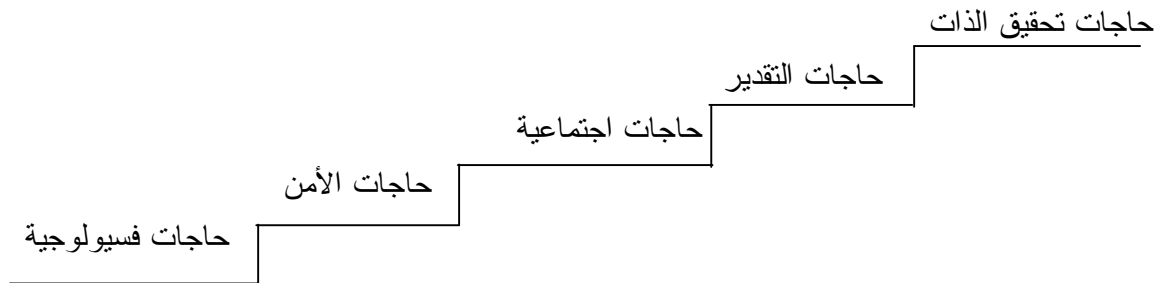 حاجات تحقيق الذات
حاجات التقدير
حاجات اجتماعية
حاجات الأمن
حاجات فسيولوجية